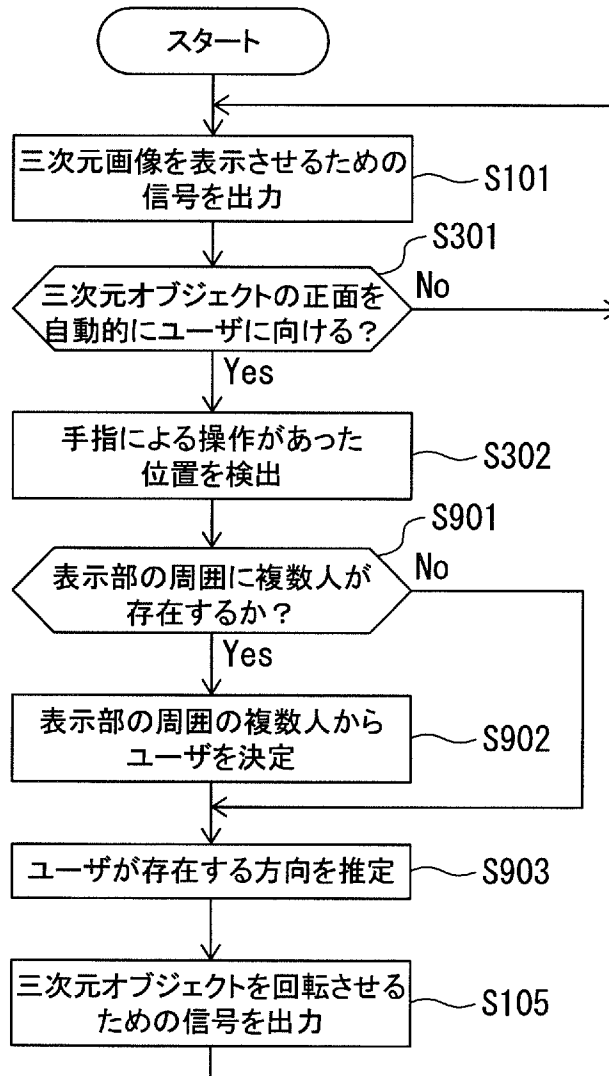 スタート
三次元画像を表示させるための
信号を出力
S101
S301
三次元オブジェクトの正面を
自動的にユーザに向ける？
No
Yes
手指による操作があった
位置を検出
S302
S901
表示部の周囲に複数人が
存在するか？
No
Yes
表示部の周囲の複数人から
ユーザを決定
S902
ユーザが存在する方向を推定
S903
三次元オブジェクトを回転させる
ための信号を出力
S105